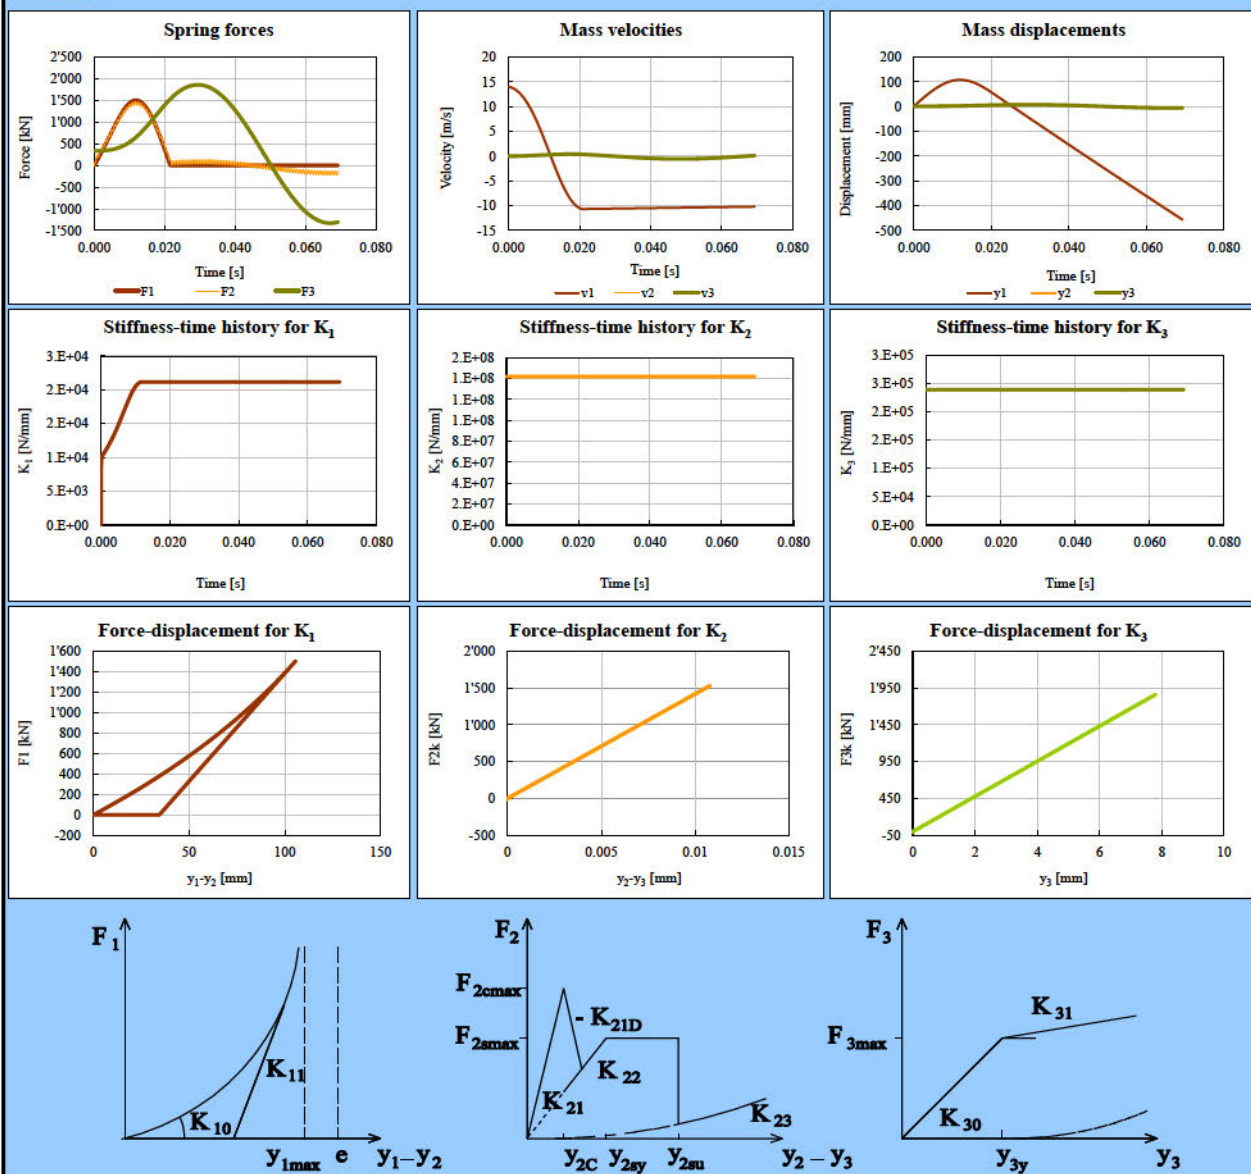 Spring forces
Force [kN]
2'500
2'000
1'500
1'000
500
0
-500
-1'000
-1'500
0.000 0.020 0.040 0.060 0.080
Time [s]
F1 F2 F3
Mass velocities
Velocity [m/s]
20
15
10
5
0
-5
-10
-15
0.000 0.020 0.040 0.060 0.080
Time [s]
v1 v2 v3
Mass displacements
Displacement [mm]
100
0
-100
-200
-300
-400
-500
0.000 0.020 0.040 0.060 0.080
Time [s]
y1 y2 y3
Stiffness-time history for K1
K1 [N/mm]
3.E+04
2.E+04
2.E+04
1.E+04
5.E+03
0.E+00
0.000 0.020 0.040 0.060 0.080
Time [s]
Stiffness-time history for K2
K2 [N/mm]
2.E+08
1.E+08
1.E+08
1.E+08
8.E+07
6.E+07
4.E+07
2.E+07
0.E+00
0.000 0.020 0.040 0.060 0.080
Time [s]
Stiffness-time history for K3
K3 [N/mm]
3.E+05
3.E+05
2.E+05
2.E+05
1.E+05
5.E+04
0.E+00
0.000 0.020 0.040 0.060 0.080
Time [s]
Force-displacement for K1
F1 [kN]
1'600
1'400
1'200
1'000
800
600
400
200
0
-200
0 50 100 150
y1-y2 [mm]
Force-displacement for K2
F2k [kN]
2'000
1'500
1'000
500
0
-500
0 0.005 0.01 0.015
y2-y3 [mm]
Force-displacement for K3
F3k [kN]
2'450
1'950
1'450
950
450
-50
0 2 4 6 8 10
y3 [mm]
F1
K11
K10
y1max e y1–y2
F2
F2cmax
- K21D
F2smax
K22
K21
K23
y2C y2sy y2su y2 – y3
F3
K31
F3max
K30
y3y y3